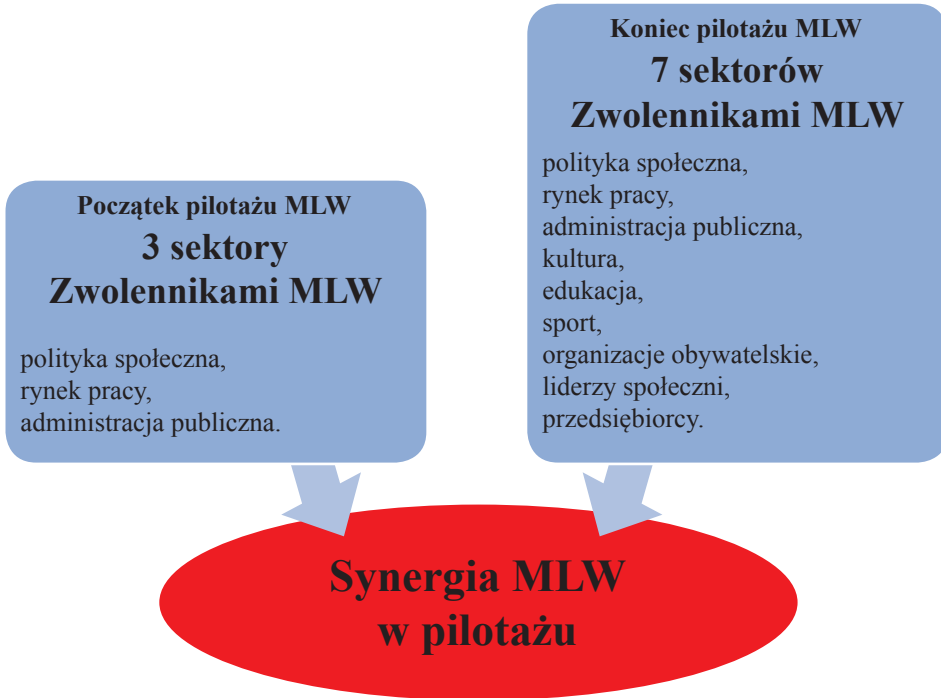 Początek pilotażu MLW
3 sektory
Zwolennikami MLW
polityka społeczna,
rynek pracy,
administracja publiczna.
Koniec pilotażu MLW
7 sektorów
Zwolennikami MLW
polityka społeczna,
rynek pracy,
administracja publiczna,
kultura,
edukacja,
sport,
organizacje obywatelskie,
liderzy społeczni,
przedsiębiorcy.
Synergia MLW
w pilotażu